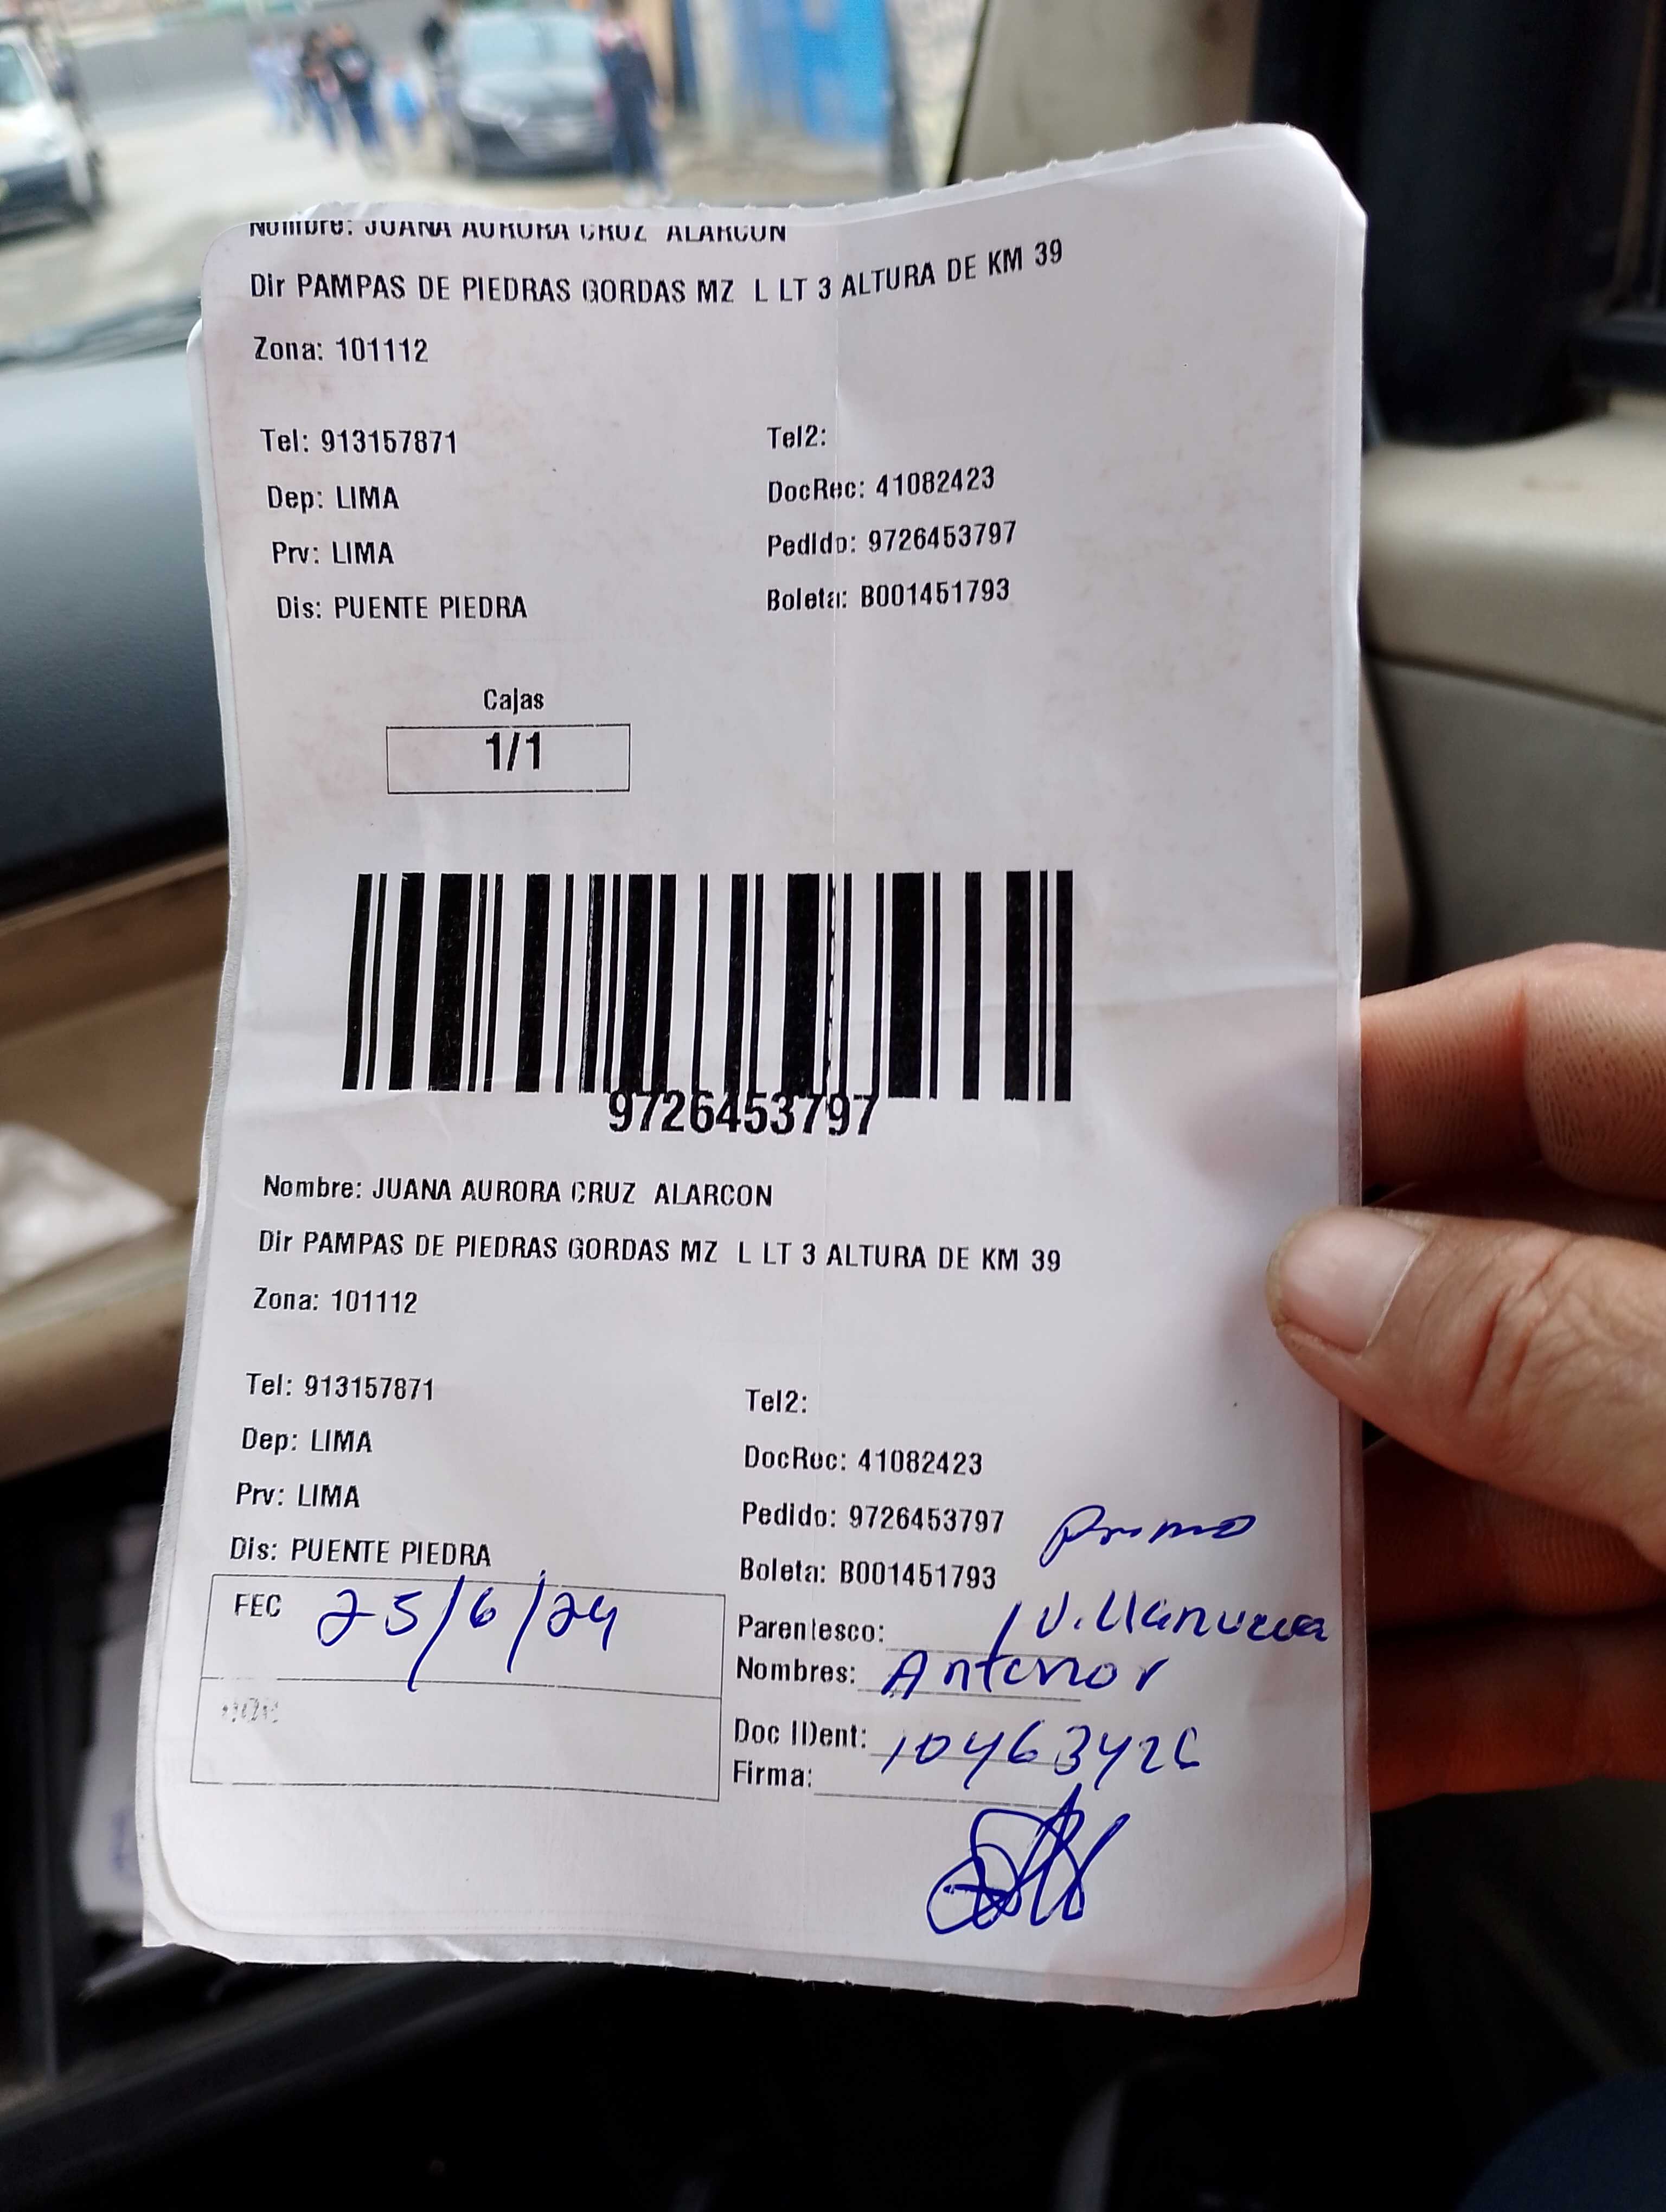 Nombre: JUANA AURORA CRUZ ALARCON
Dir PAMPAS DE PIEDRAS GORDAS MZ L LT 3 ALTURA DE KM 39
Zona: 101112
Tel: 913157871
Tel2:
Dep: LIMA
DocRec: 41082423
Prv: LIMA
Pedido: 9726453797
Dis: PUENTE PIEDRA
Boleta: B001451793
Cajas
1/1
9726453797
Nombre: JUANA AURORA CRUZ ALARCON
Dir PAMPAS DE PIEDRAS GORDAS MZ L LT 3 ALTURA DE KM 39
Zona: 101112
Tel: 913157871
Tel2:
Dep: LIMA
DocRec: 41082423
Prv: LIMA
Pedido: 9726453797
Primo
Dis: PUENTE PIEDRA
Boleta: B001451793
FEC 25/6/24
Parentesco: / Villanueva
Nombres: Antenor
Doc IDent: 10463426
Firma: